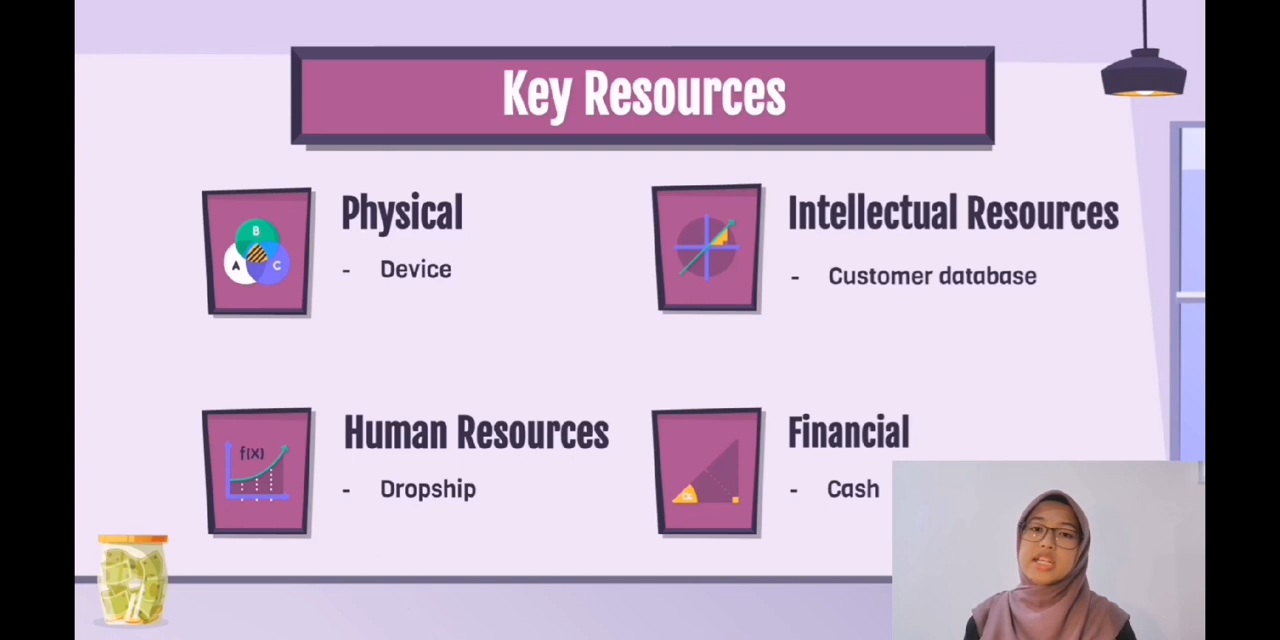 Key Resources
Physical
- Device
Intellectual Resources
- Customer database
Human Resources
- Dropship
Financial
- Cash
B
A
C
f(x)
α